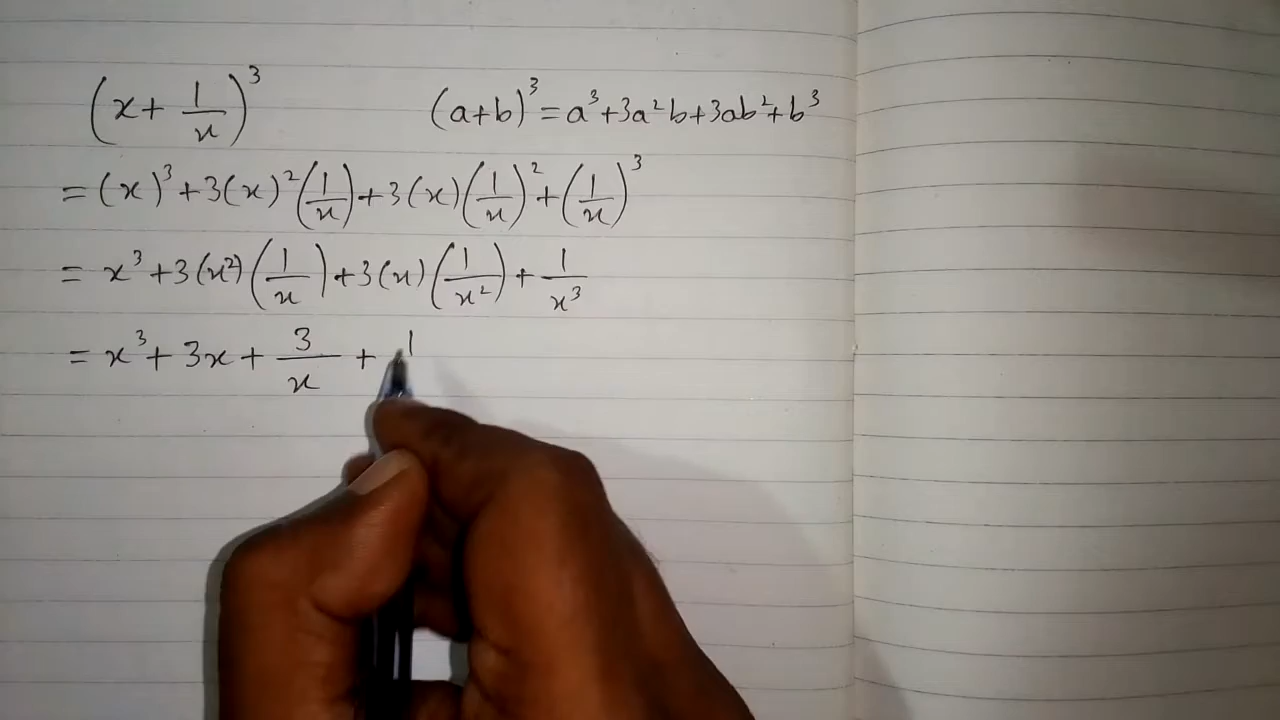 (x + 1/x)³ (a+b)³ = a³ + 3a²b + 3ab² + b³
= (x)³ + 3(x)²(1/x) + 3(x)(1/x)² + (1/x)³
= x³ + 3(x²)(1/x) + 3(x)(1/x²) + 1/x³
= x³ + 3x + 3/x + 1